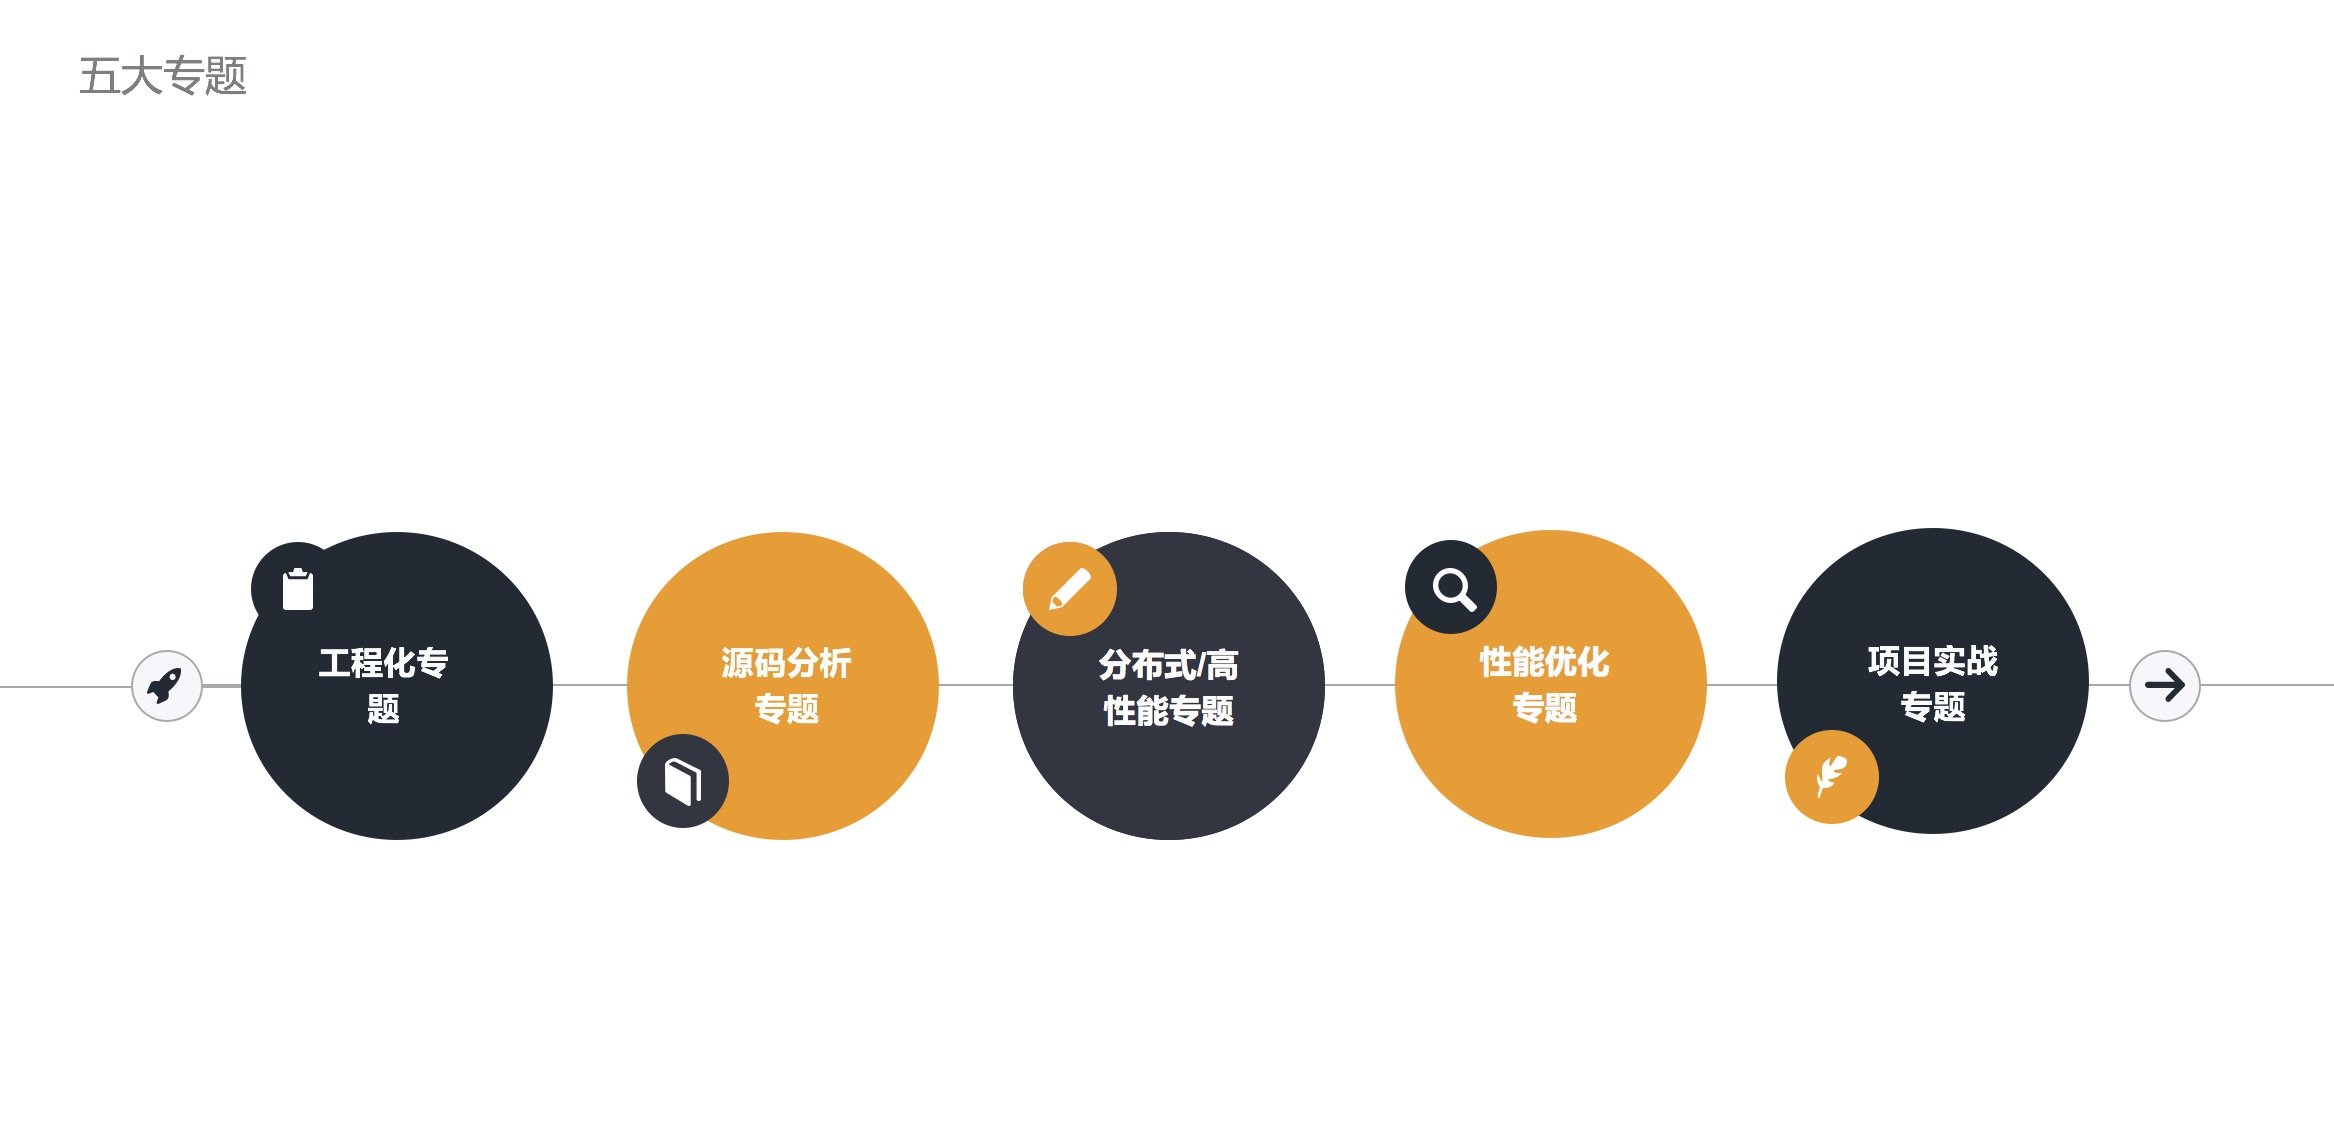 五大专题
工程化专
题
源码分析
专题
分布式/高
性能专题
性能优化
专题
项目实战
专题